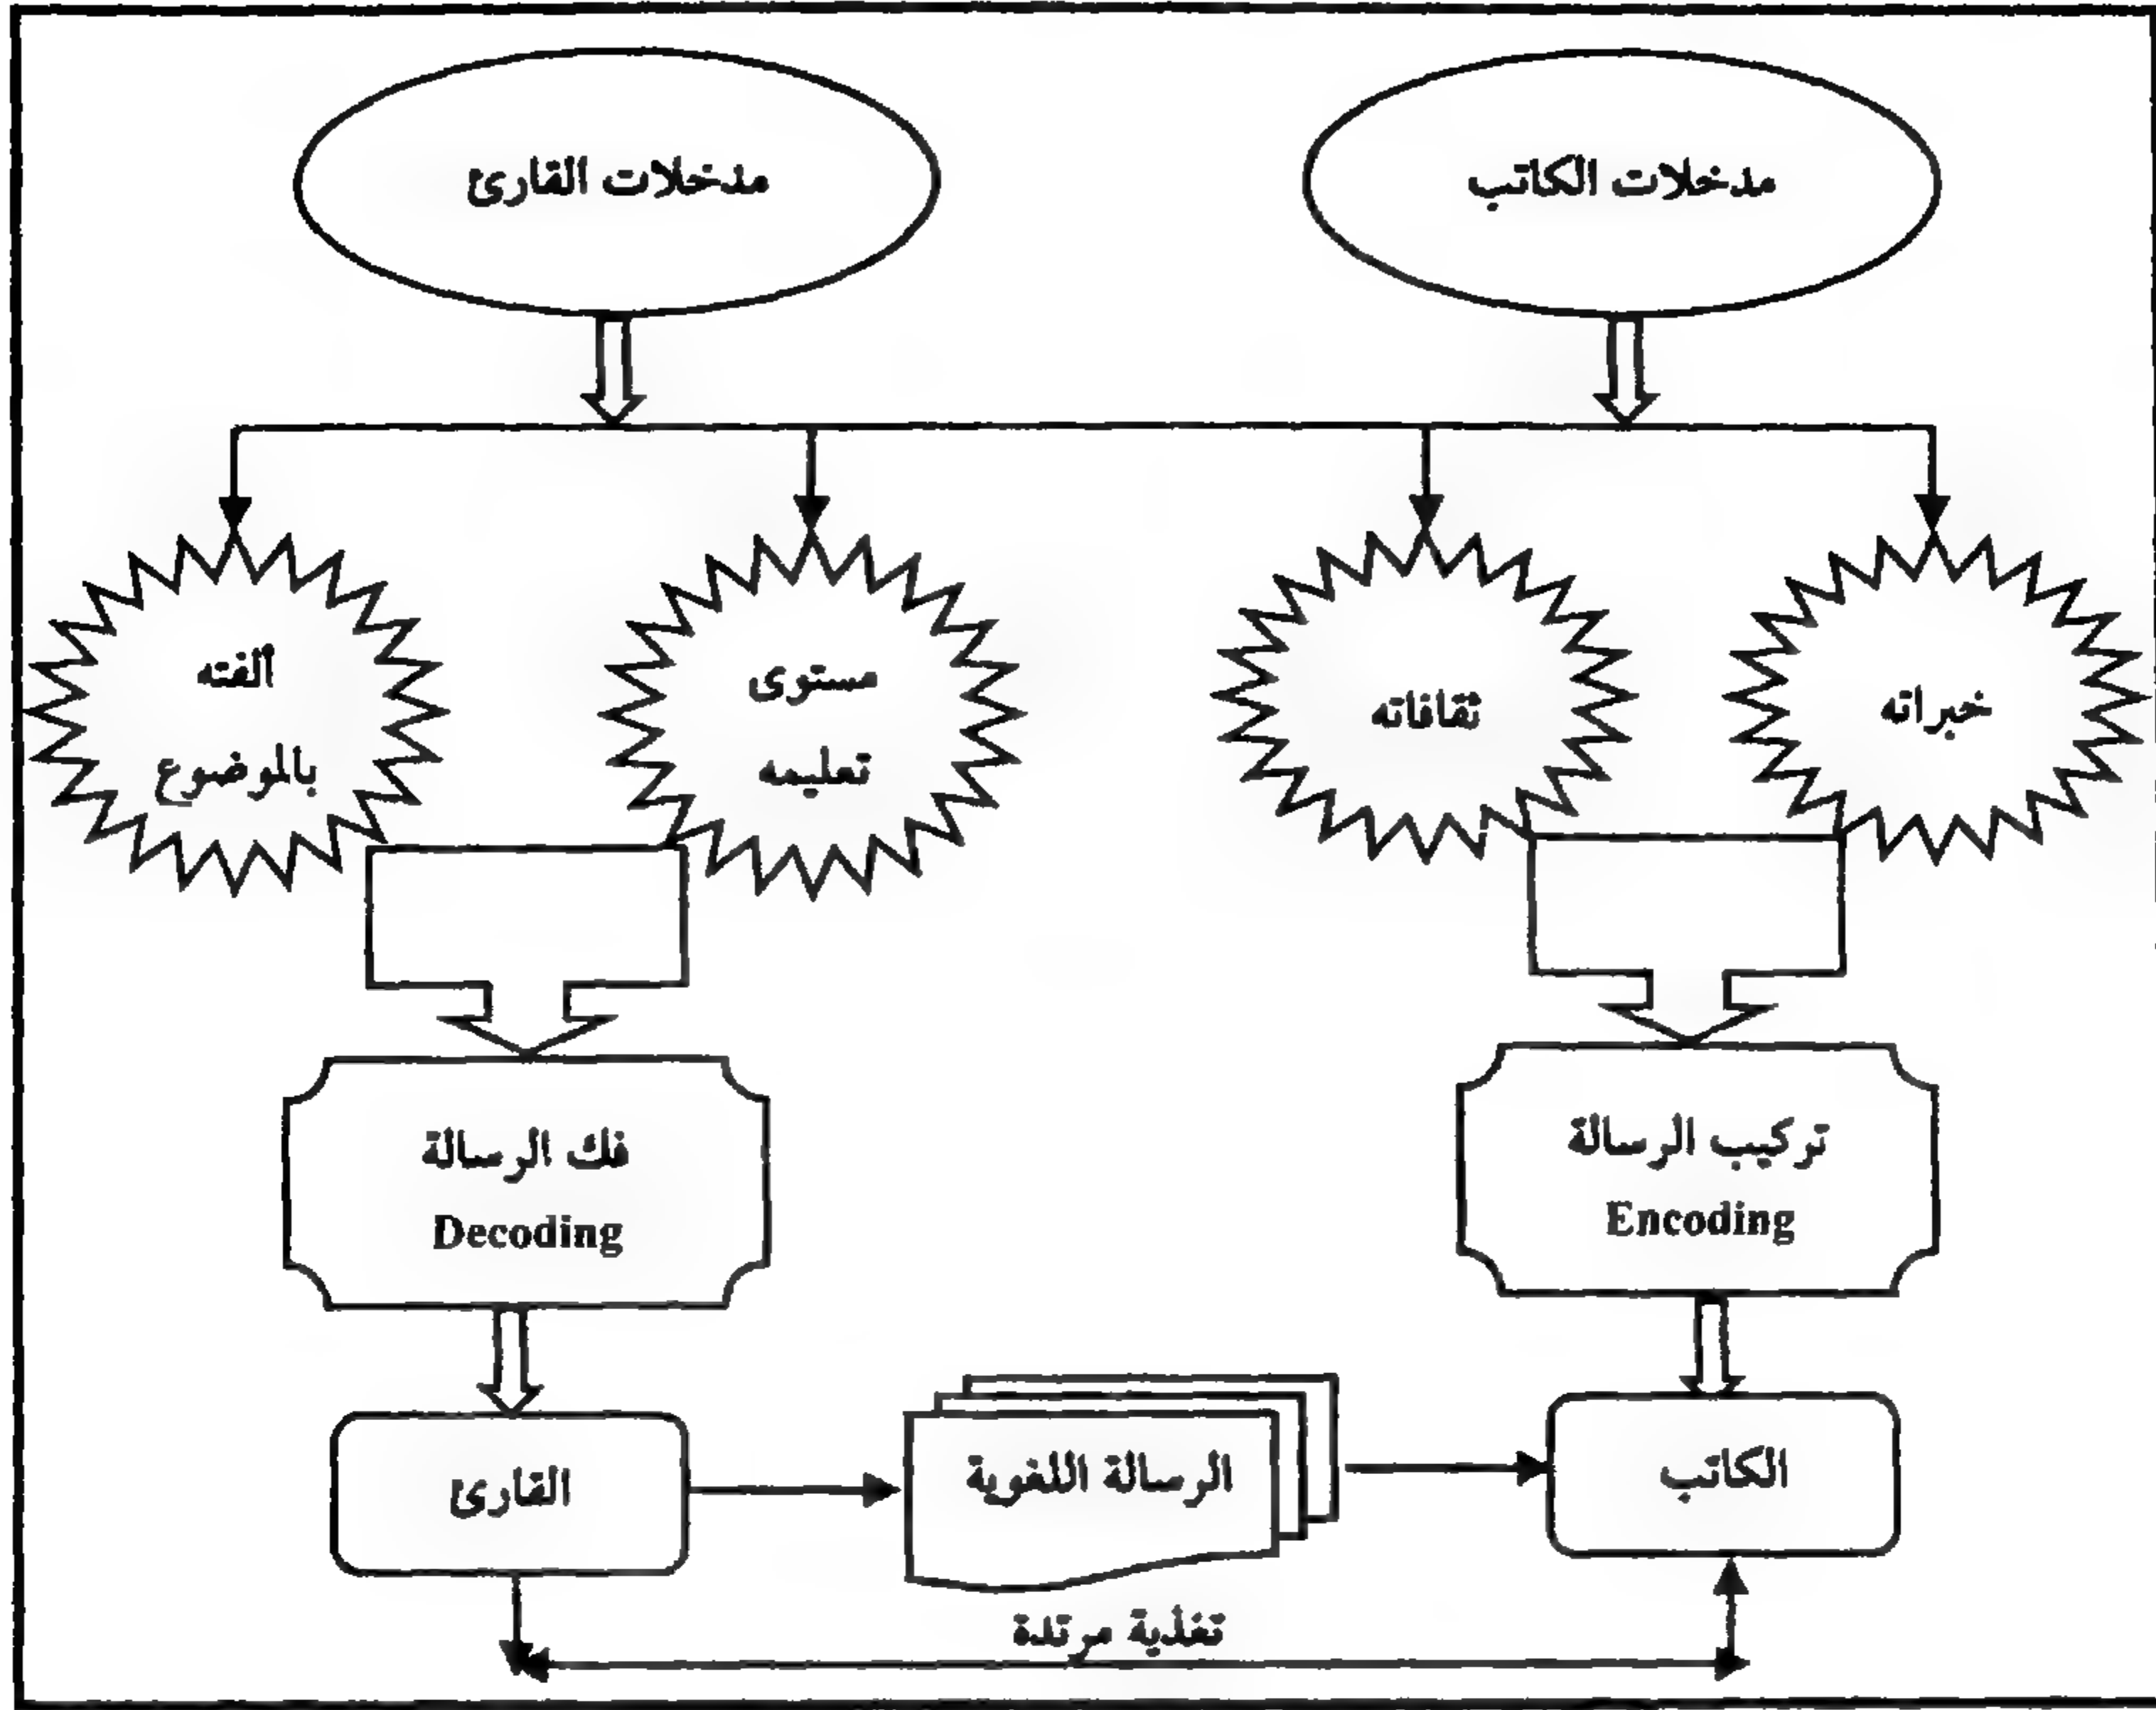 مدخلات الكاتب
مدخلات القارئ
خبراته
ثقافاته
مستوى
تعليمه
ألفته
بالموضوع
تركيب الرسالة
Encoding
فك الرسالة
Decoding
الكاتب
الرسالة اللغوية
القارئ
تغذية مرتدة